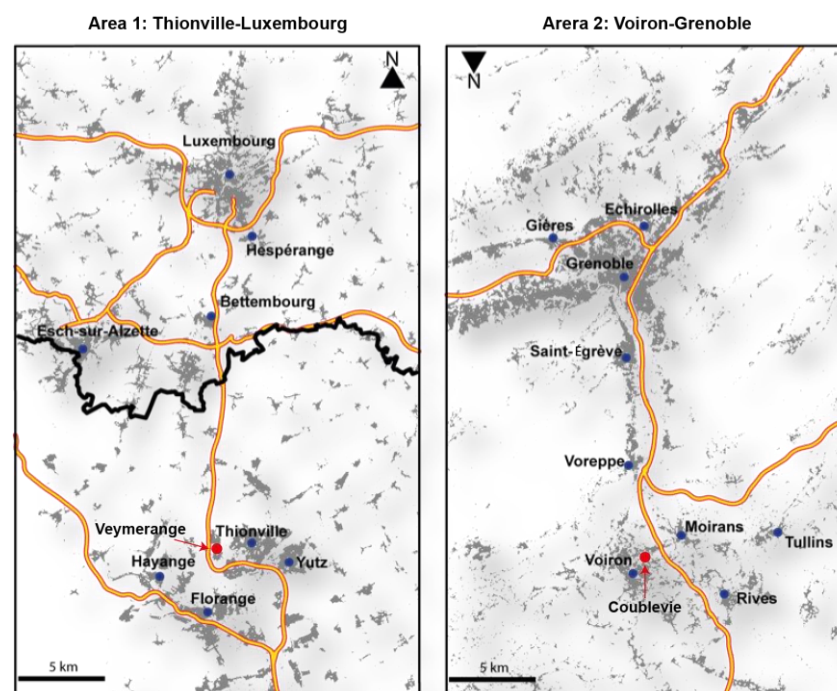 Area 1: Thionville-Luxembourg
N
Luxembourg
Hespérange
Bettembourg
Esch-sur-Alzette
Veymerange
Thionville
Hayange
Yutz
Florange
5 km
Arera 2: Voiron-Grenoble
N
Echirolles
Gières
Grenoble
Saint-Égrève
Voreppe
Moirans
Tullins
Voiron
Coublevie
Rives
5 km